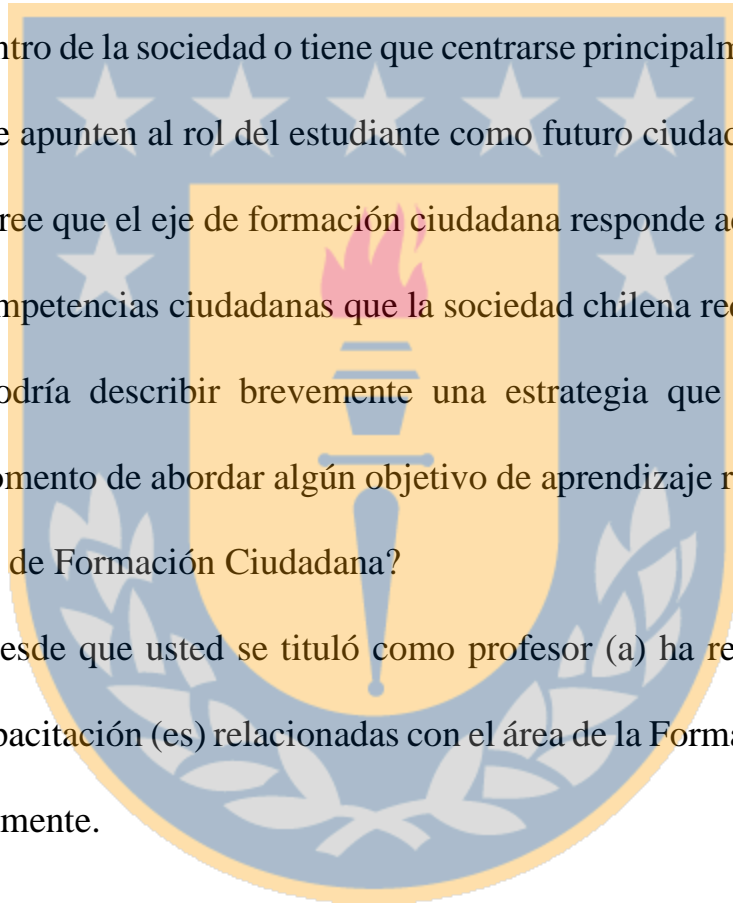 ntro de la sociedad o tiene que centrarse principalm
e apunten al rol del estudiante como futuro ciudad
ree que el eje de formación ciudadana responde a
mpetencias ciudadanas que la sociedad chilena re
odría describir brevemente una estrategia que
omento de abordar algún objetivo de aprendizaje r
de Formación Ciudadana?
esde que usted se tituló como profesor (a) ha re
pacitación (es) relacionadas con el área de la Forma
mente.